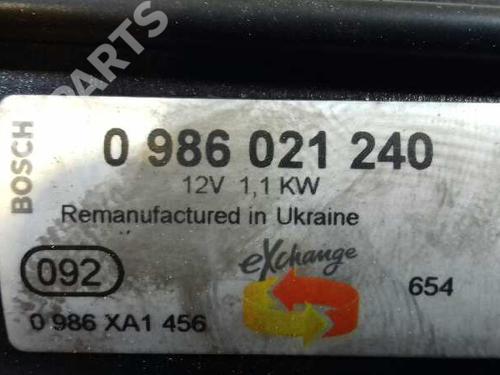 PARTS
BOSCH
0 986 021 240
12V 1,1 KW
Remanufactured in Ukraine
092
eXchange
654
0 986 XA1 456